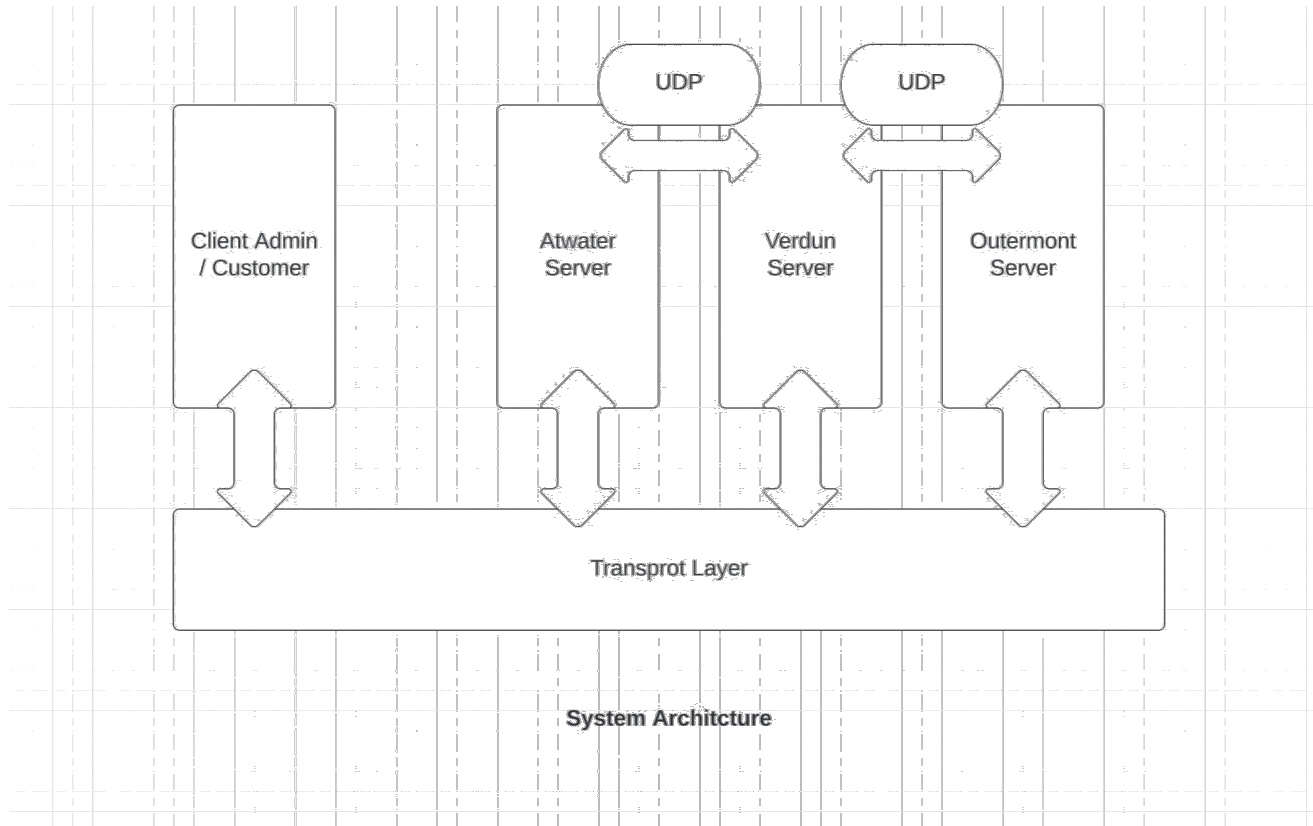 UDP
UDP
Client Admin
/ Customer
Atwater
Server
Verdun
Server
Outermont
Server
Transprot Layer
System Architcture